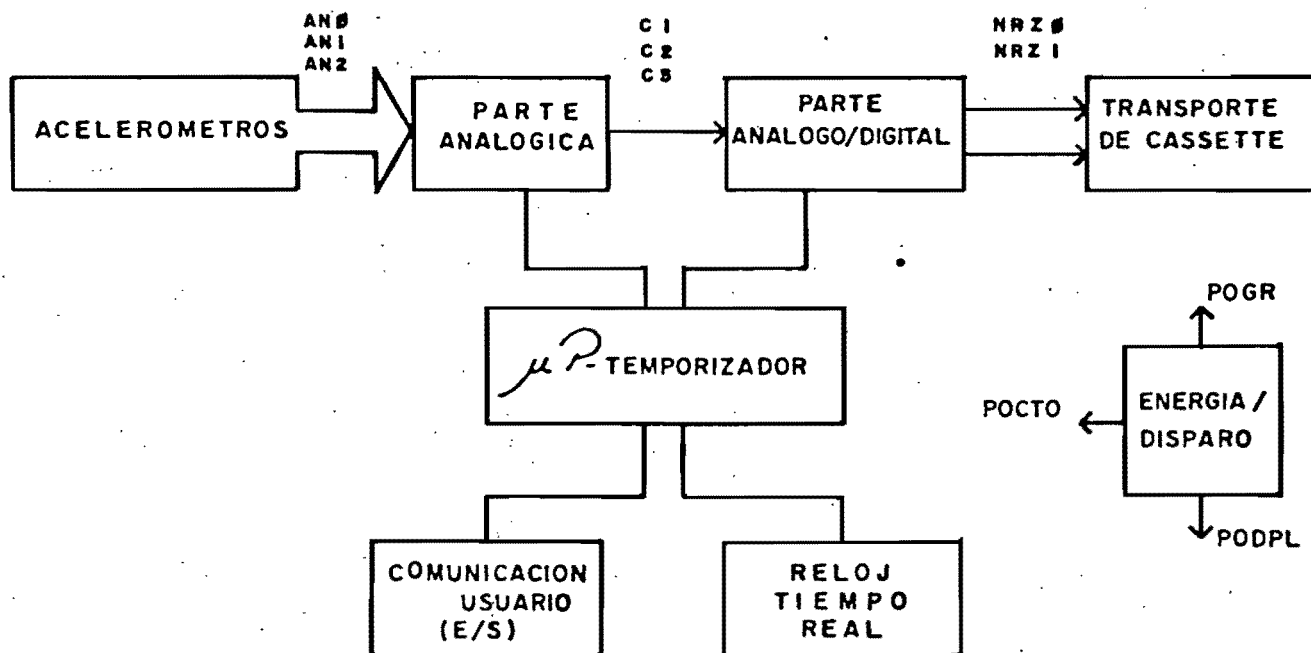 ANØ
AN1
AN2
C1
C2
C3
NRZØ
NRZ1
ACELEROMETROS
PARTE
ANALOGICA
PARTE
ANALOGO/DIGITAL
TRANSPORTE
DE CASSETTE
μP-TEMPORIZADOR
POGR
POCTO
ENERGIA/
DISPARO
PODPL
COMUNICACION
USUARIO
(E/S)
RELOJ
TIEMPO
REAL